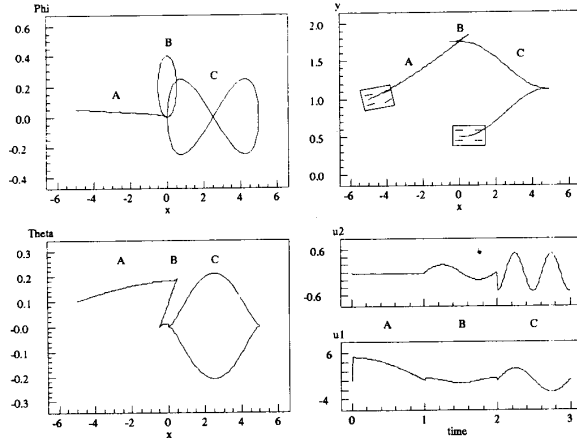 Phi
B
A
C
0.4
0.2
0.0
-0.2
-0.4
-6 -4 -2 0 2 4 6
x
y
2.0
1.5
1.0
0.5
0.0
B
A
C
-6 -4 -2 0 2 4 6
x
Theta
A B C
0.3
0.2
0.1
-0.0
-0.1
-0.2
-0.3
-6 -4 -2 0 2 4 6
x
u2
0.6
-0.6
A B C
u1
6
-4
0 1 2 3
time